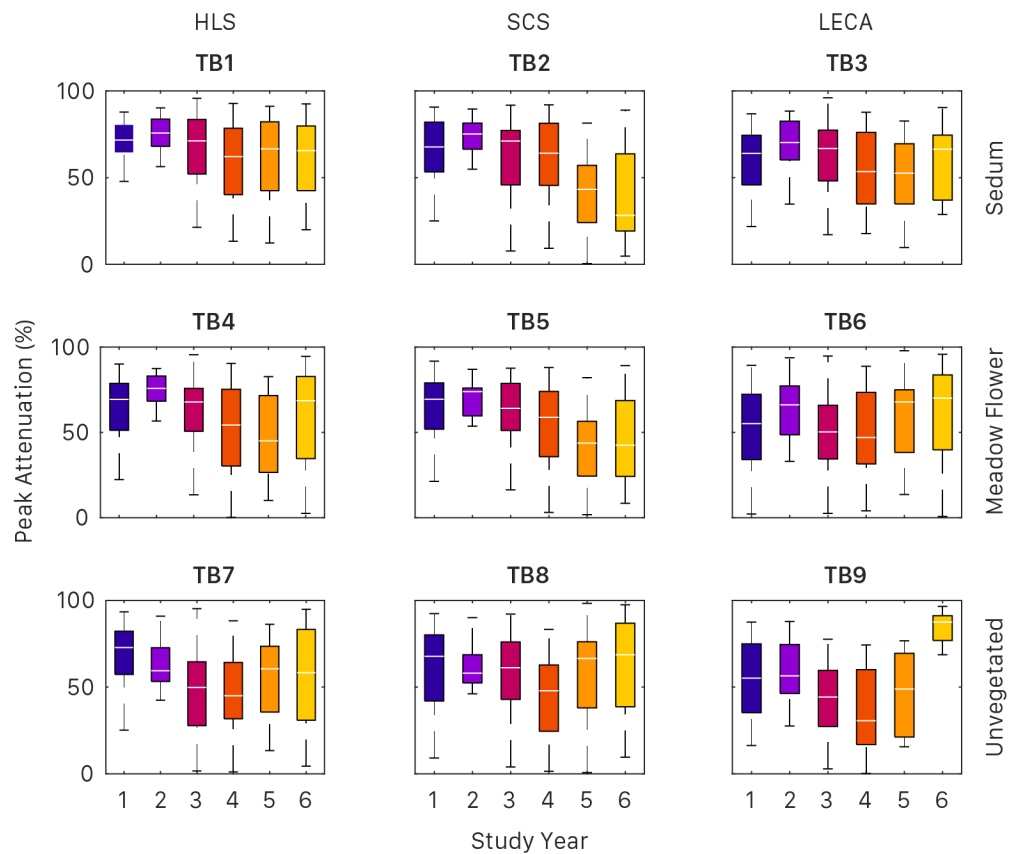 HLS SCS LECA
TB1 TB2 TB3
100
50
0
Sedum
TB4 TB5 TB6
100
50
0
Peak Attenuation (%)
Meadow Flower
TB7 TB8 TB9
100
50
0
Unvegetated
1 2 3 4 5 6 1 2 3 4 5 6 1 2 3 4 5 6
Study Year